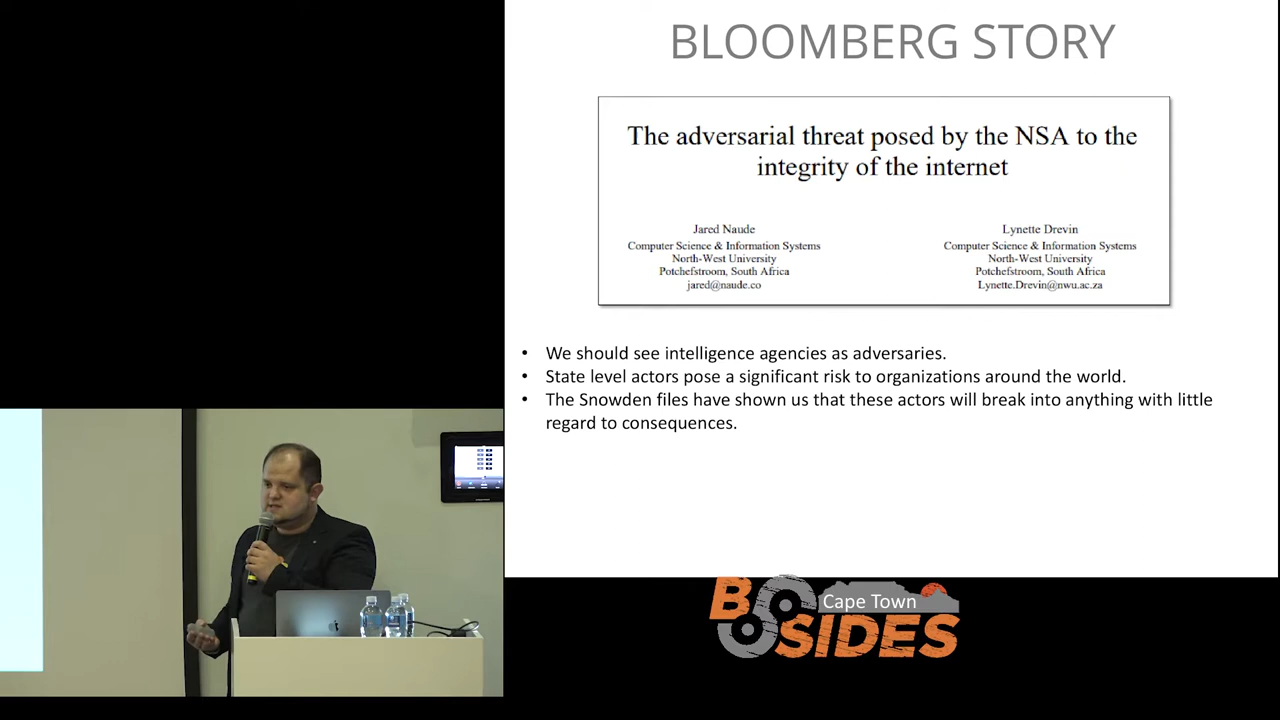 BLOOMBERG STORY
The adversarial threat posed by the NSA to the
integrity of the internet
Jared Naude
Computer Science & Information Systems
North-West University
Potchefstroom, South Africa
jared@naude.co
Lynette Drevin
Computer Science & Information Systems
North-West University
Potchefstroom, South Africa
Lynette.Drevin@nwu.ac.za
• We should see intelligence agencies as adversaries.
• State level actors pose a significant risk to organizations around the world.
• The Snowden files have shown us that these actors will break into anything with little
regard to consequences.
B
Cape Town
SIDES